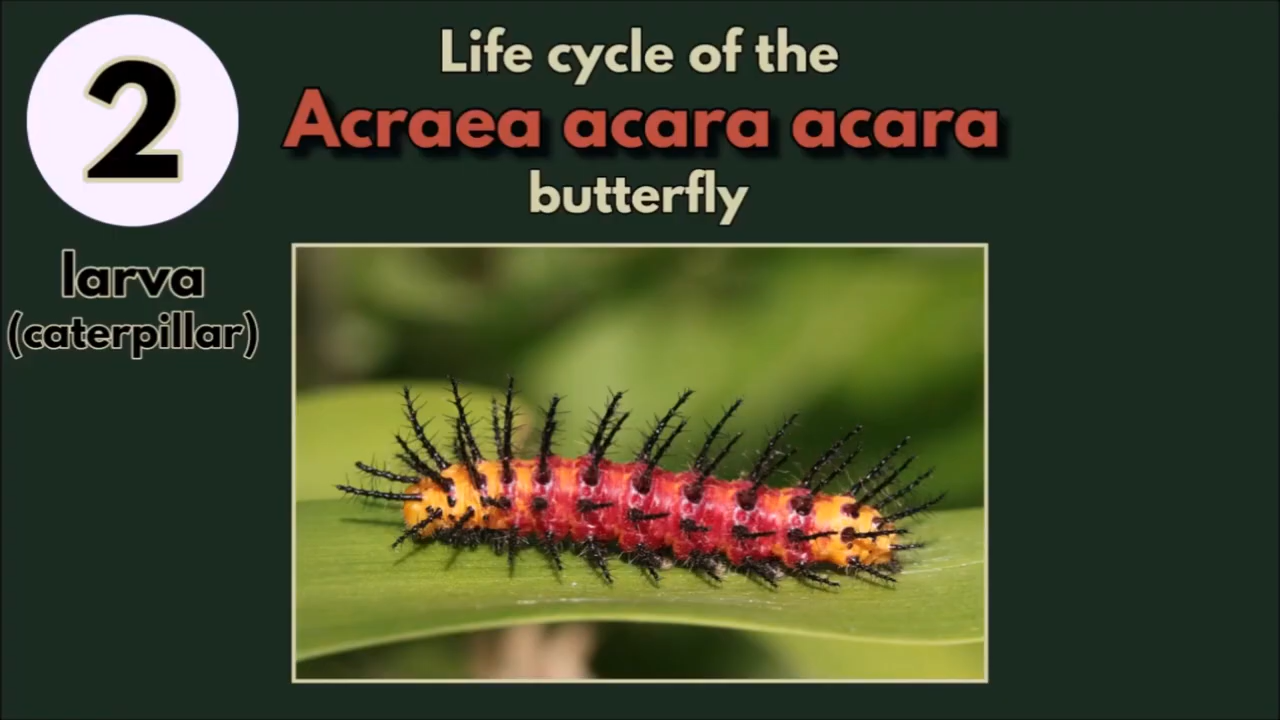 2
larva
(caterpillar)
Life cycle of the
Acraea acara acara
butterfly